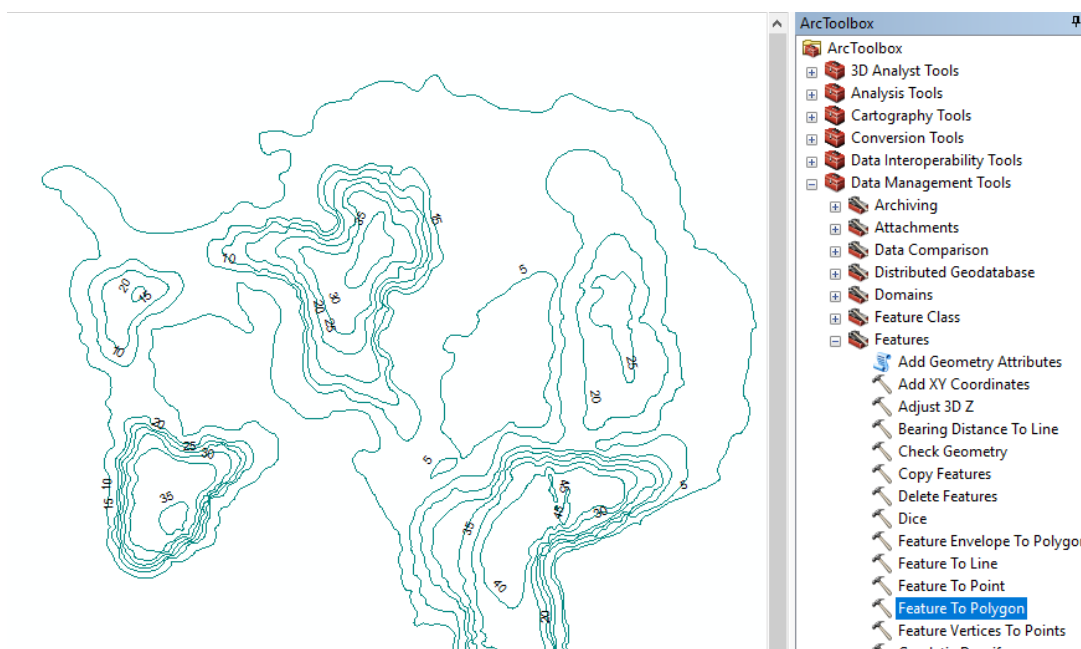 ArcToolbox
ArcToolbox
3D Analyst Tools
Analysis Tools
Cartography Tools
Conversion Tools
Data Interoperability Tools
Data Management Tools
Archiving
Attachments
Data Comparison
Distributed Geodatabase
Domains
Feature Class
Features
Add Geometry Attributes
Add XY Coordinates
Adjust 3D Z
Bearing Distance To Line
Check Geometry
Copy Features
Delete Features
Dice
Feature Envelope To Polygon
Feature To Line
Feature To Point
Feature To Polygon
Feature Vertices To Points
35
15
10
5
20
15
30
20
25
10
25
20
20
25
30
5
10
35
15
45
5
45
30
35
40
20